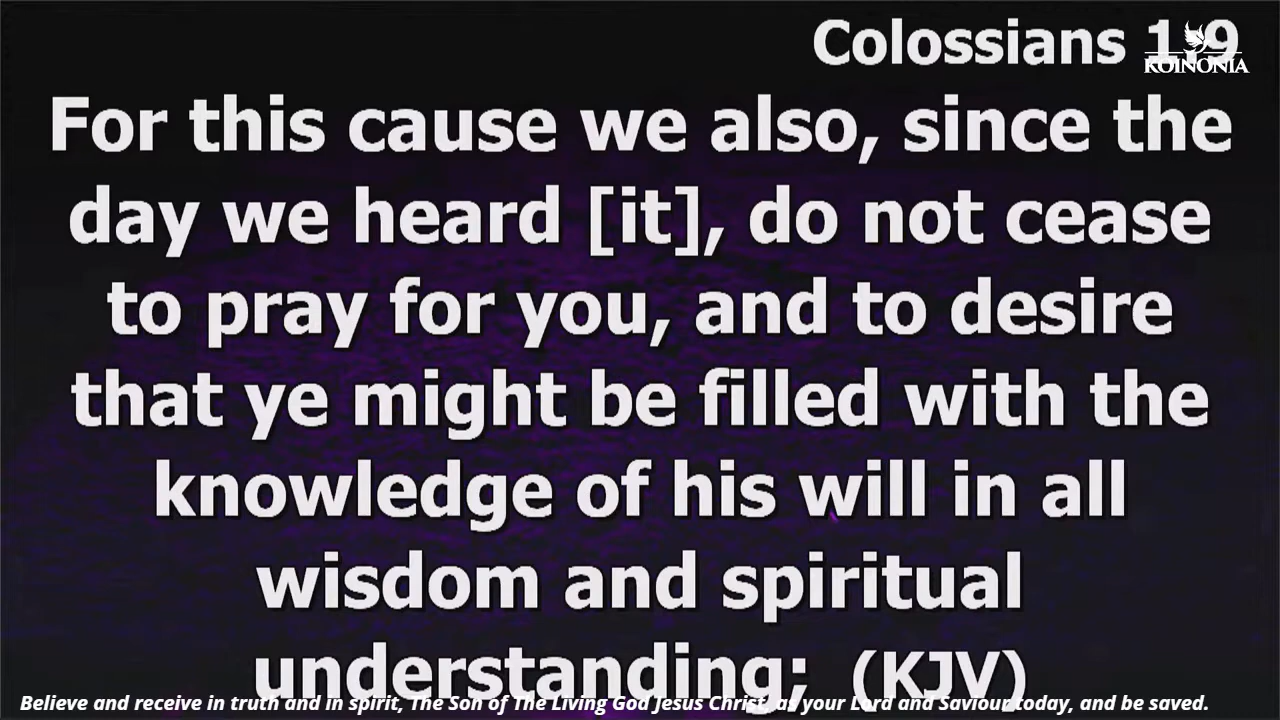 Colossians 1:9
KOINONIA
For this cause we also, since the
day we heard [it], do not cease
to pray for you, and to desire
that ye might be filled with the
knowledge of his will in all
wisdom and spiritual
understanding; (KJV)
Believe and receive in truth and in spirit, The Son of The Living God Jesus Christ, as your Lord and Saviour today, and be saved.